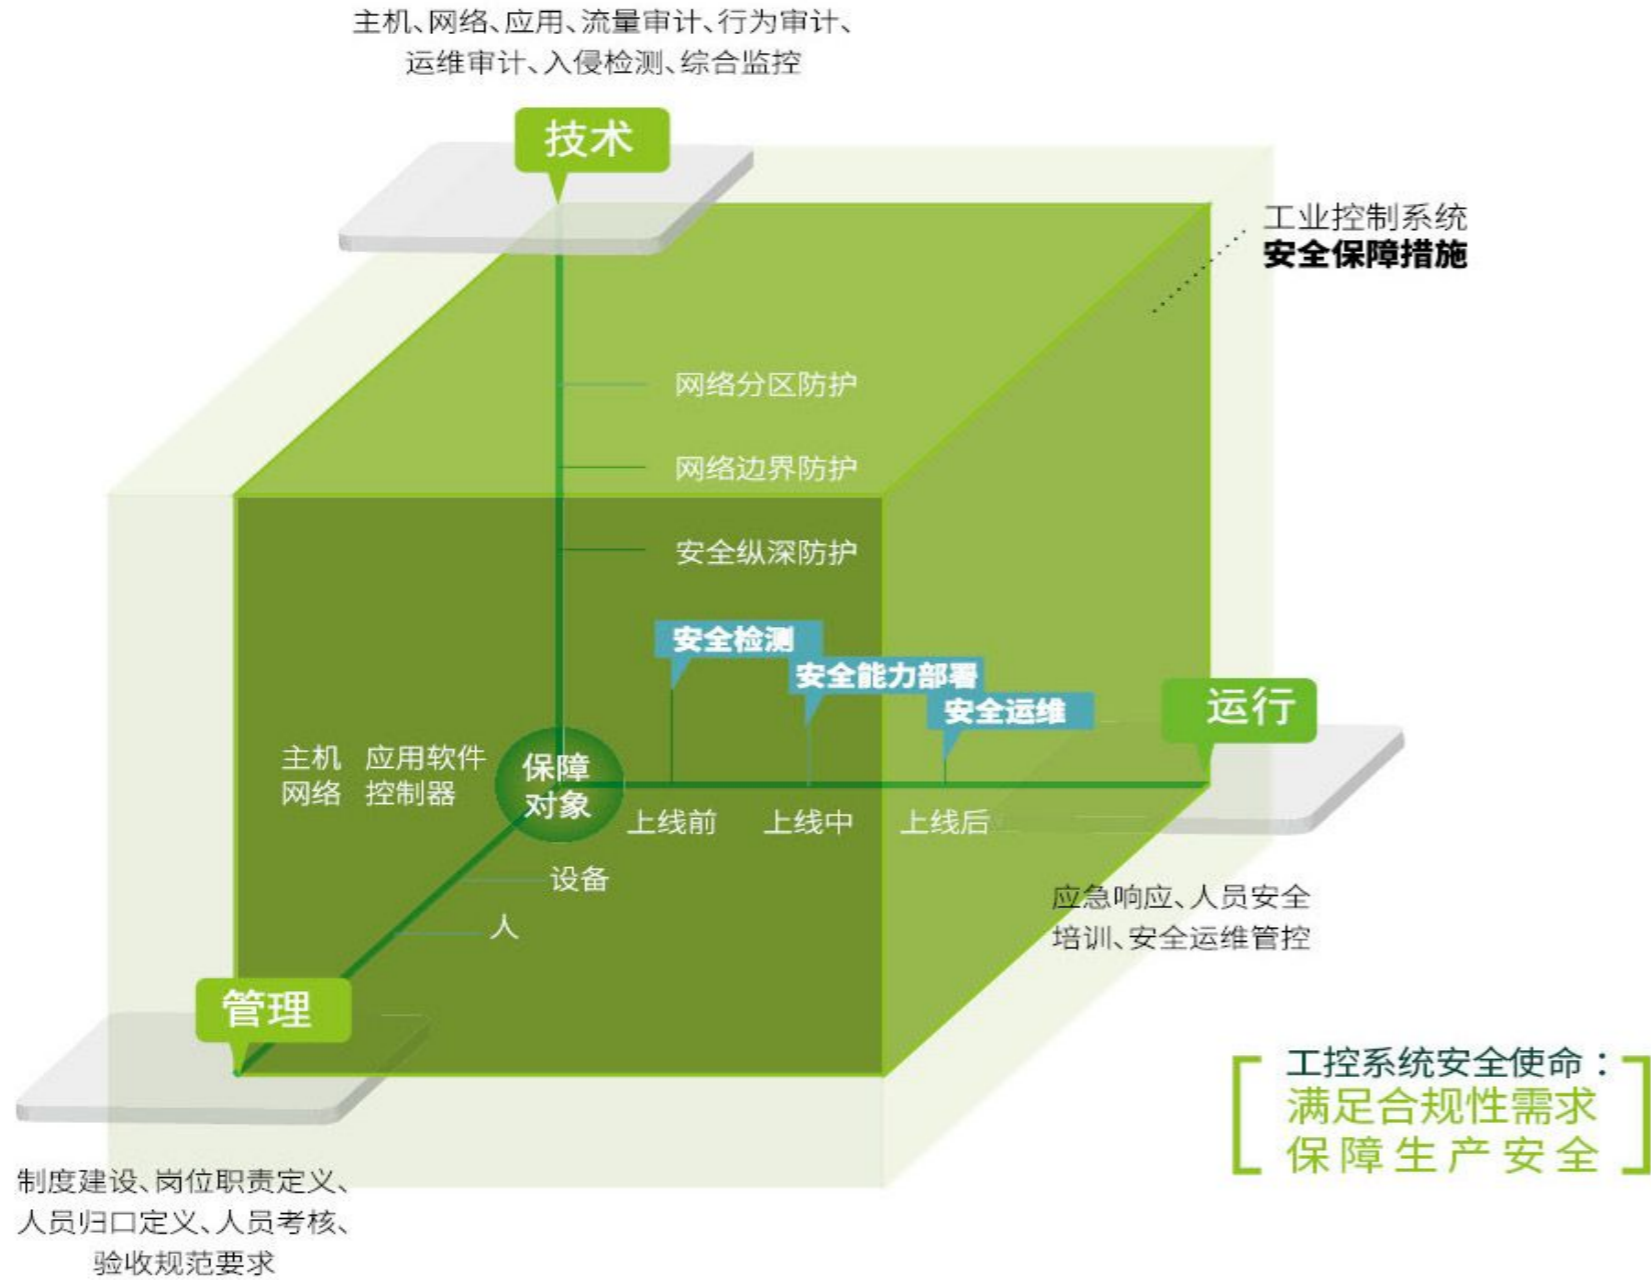 主机、网络、应用、流量审计、行为审计、
运维审计、入侵检测、综合监控
技术
工业控制系统
安全保障措施
网络分区防护
网络边界防护
安全纵深防护
安全检测
安全能力部署
安全运维
运行
主机 应用软件
网络 控制器
保障
对象
上线前 上线中 上线后
设备
人
应急响应、人员安全
培训、安全运维管控
管理
制度建设、岗位职责定义、
人员归口定义、人员考核、
验收规范要求
工控系统安全使命：
满足合规性需求
保障生产安全